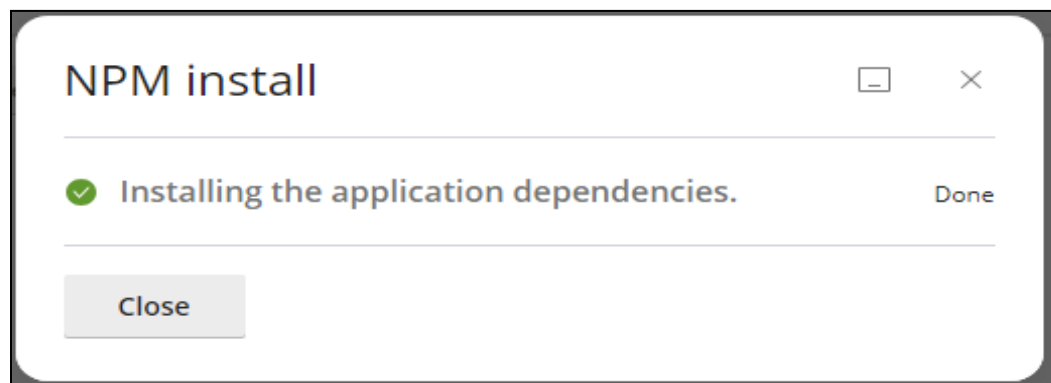 NPM install
Installing the application dependencies. Done
Close